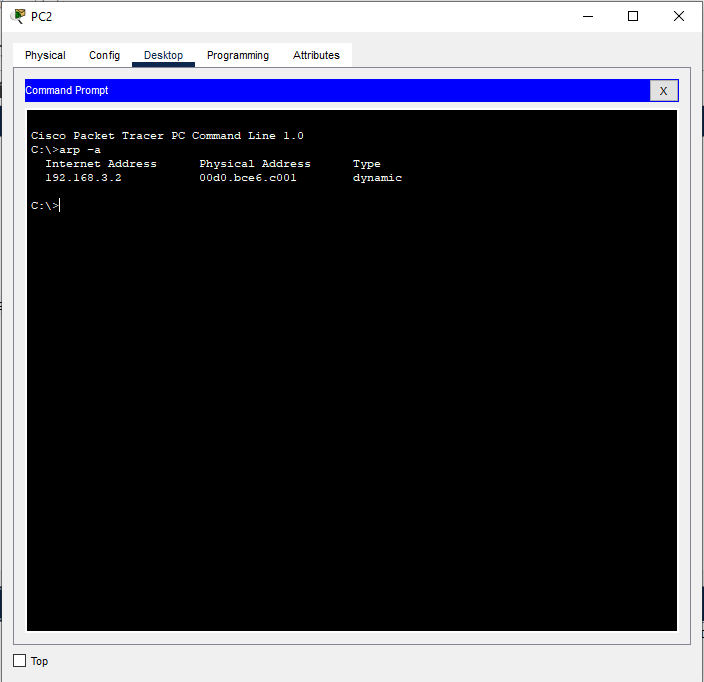 PC2
Physical Config Desktop Programming Attributes
Command Prompt X
Cisco Packet Tracer PC Command Line 1.0
C:\>arp -a
Internet Address Physical Address Type
192.168.3.2 00d0.bce6.c001 dynamic
C:\>
Top